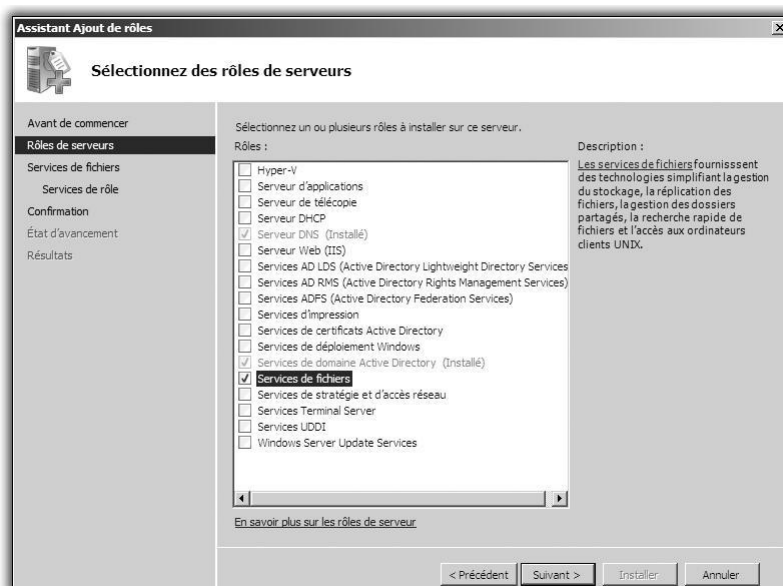 Assistant Ajout de rôles
Sélectionnez des rôles de serveurs
Avant de commencer
Rôles de serveurs
Services de fichiers
Services de rôle
Confirmation
État d'avancement
Résultats
Sélectionnez un ou plusieurs rôles à installer sur ce serveur.
Rôles :
Hyper-V
Serveur d'applications
Serveur de télécopie
Serveur DHCP
Serveur DNS (Installé)
Serveur Web (IIS)
Services AD LDS (Active Directory Lightweight Directory Services
Services AD RMS (Active Directory Rights Management Services)
Services ADFS (Active Directory Federation Services)
Services d'impression
Services de certificats Active Directory
Services de déploiement Windows
Services de domaine Active Directory (Installé)
Services de fichiers
Services de stratégie et d'accès réseau
Services Terminal Server
Services UDDI
Windows Server Update Services
En savoir plus sur les rôles de serveur
Description :
Les services de fichiers fournisssent
des technologies simplifiant la gestion
du stockage, la réplication des
fichiers, la gestion des dossiers
partagés, la recherche rapide de
fichiers et l'accès aux ordinateurs
clients UNIX.
< Précédent
Suivant >
Installer
Annuler